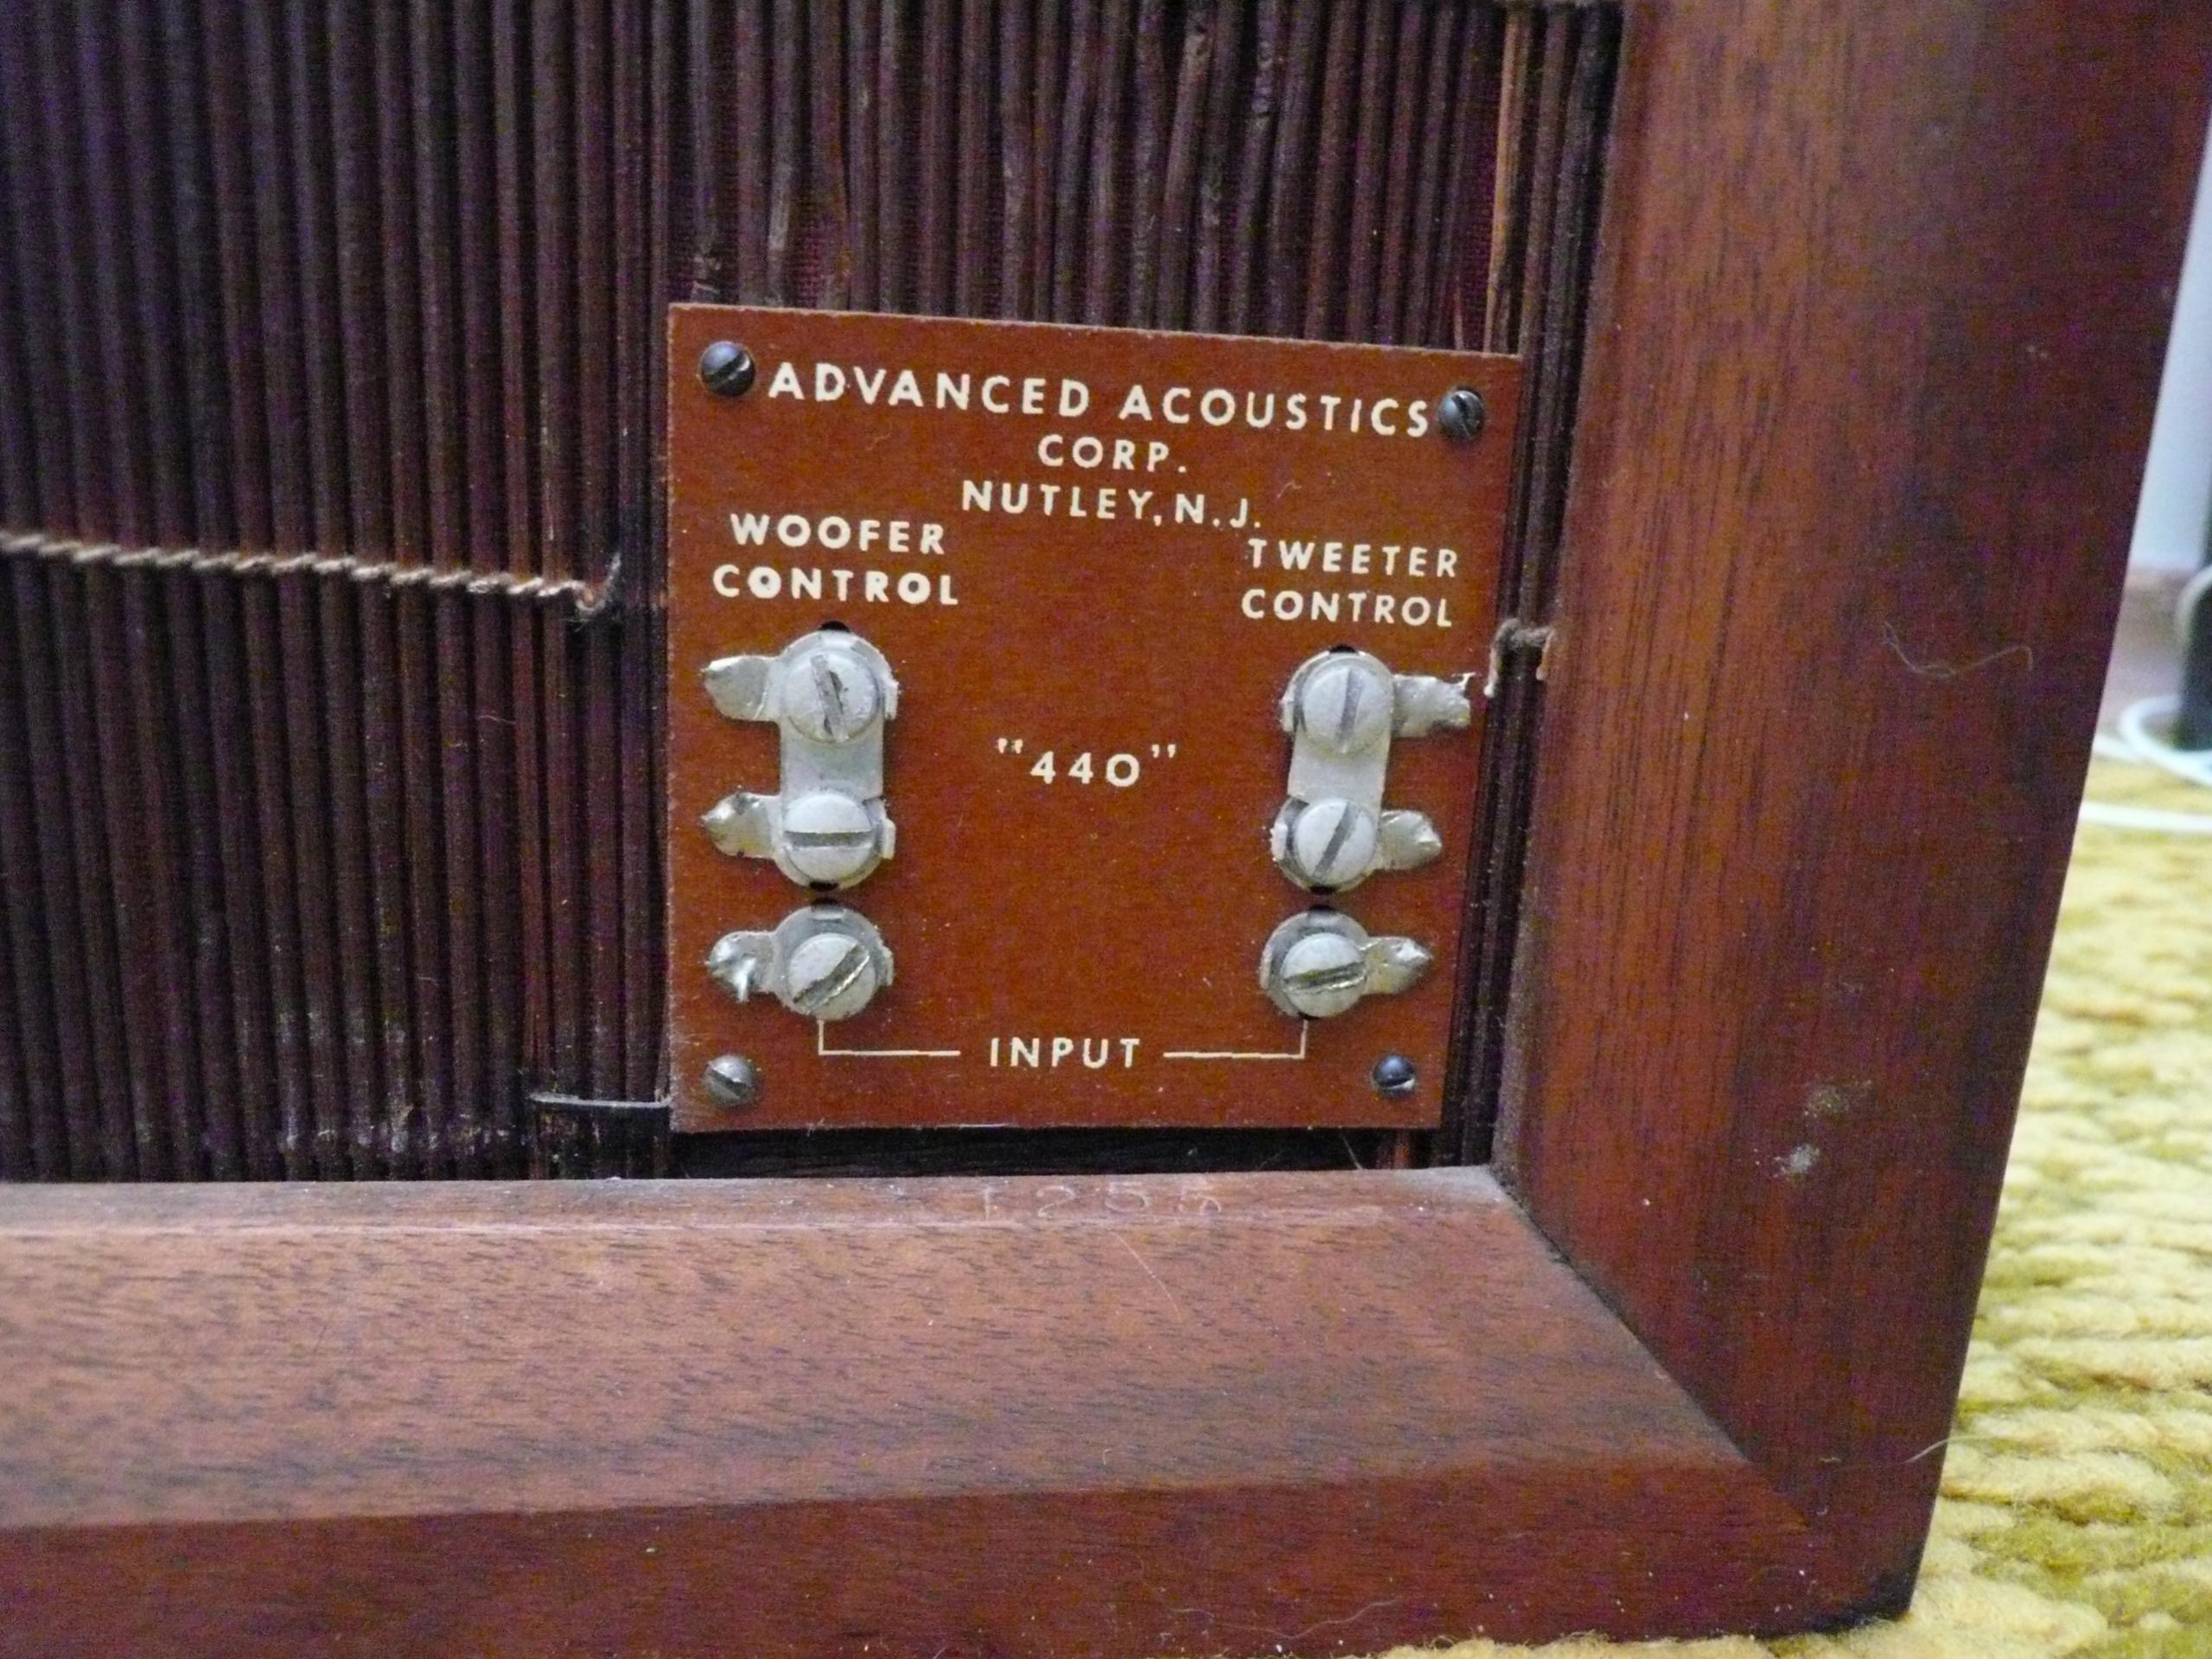 ADVANCED ACOUSTICS
CORP.
NUTLEY, N.J.
WOOFER
CONTROL
TWEETER
CONTROL
"440"
INPUT